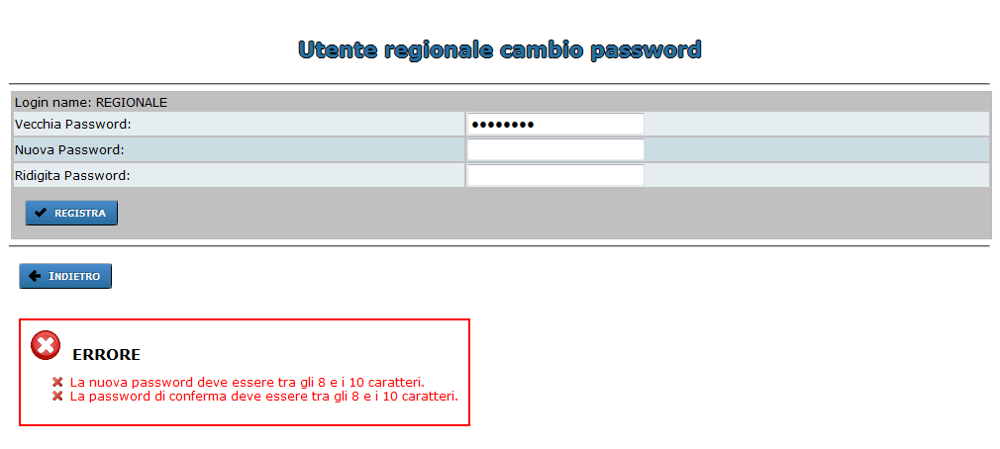 Utente regionale cambio password
Login name: REGIONALE
Vecchia Password: ●●●●●●●●
Nuova Password:
Ridigita Password:
REGISTRA
INDIETRO
ERRORE
La nuova password deve essere tra gli 8 e i 10 caratteri.
La password di conferma deve essere tra gli 8 e i 10 caratteri.